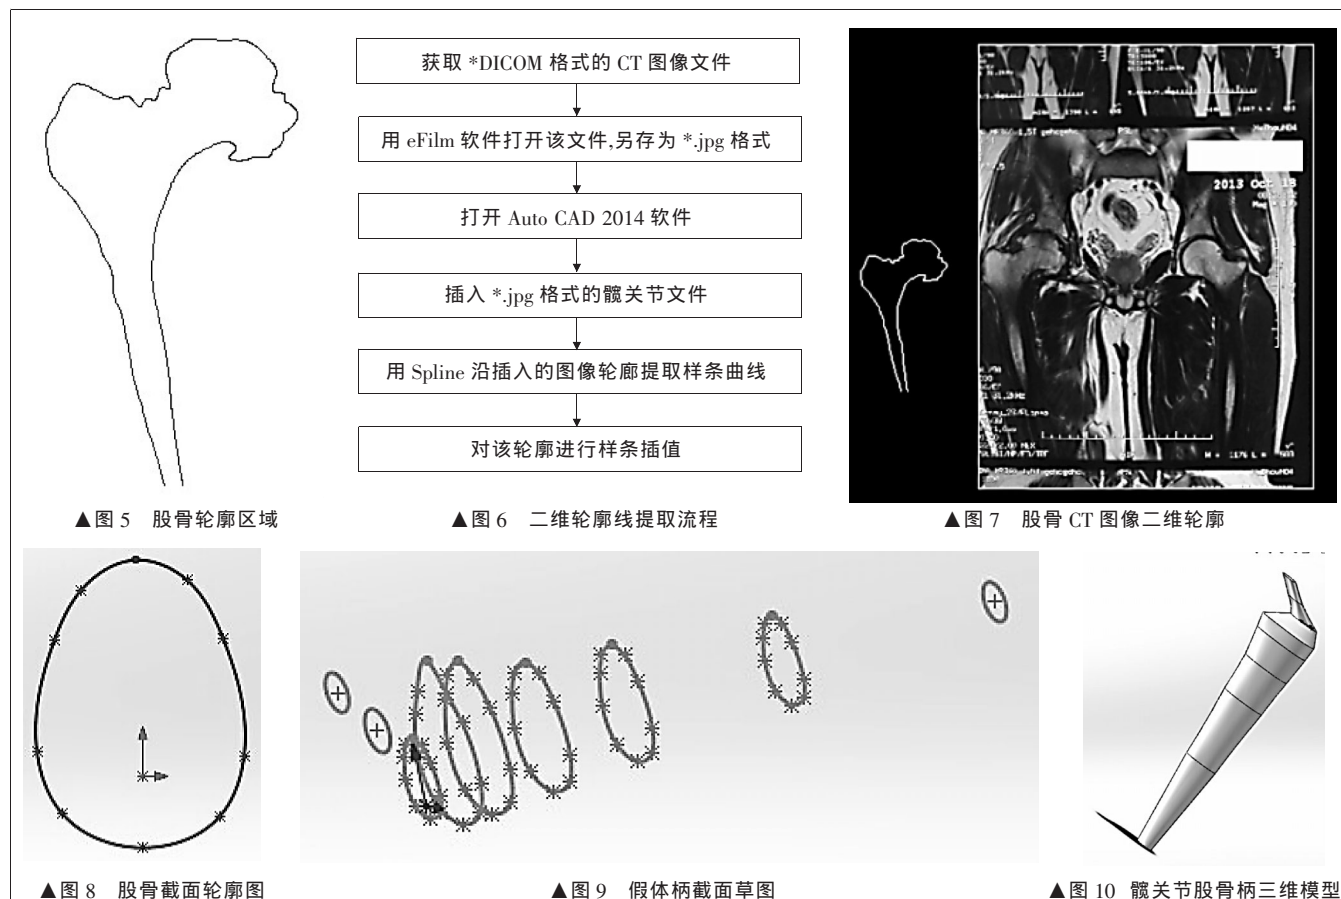 获取 *DICOM 格式的 CT 图像文件
用 eFilm 软件打开该文件,另存为 *.jpg 格式
打开 Auto CAD 2014 软件
插入 *.jpg 格式的髋关节文件
用 Spline 沿插入的图像轮廓提取样条曲线
对该轮廓进行样条插值
2013 Oct 18
▲图 5 股骨轮廓区域
▲图 6 二维轮廓线提取流程
▲图 7 股骨 CT 图像二维轮廓
▲图 8 股骨截面轮廓图
▲图 9 假体柄截面草图
▲图 10 髋关节股骨柄三维模型